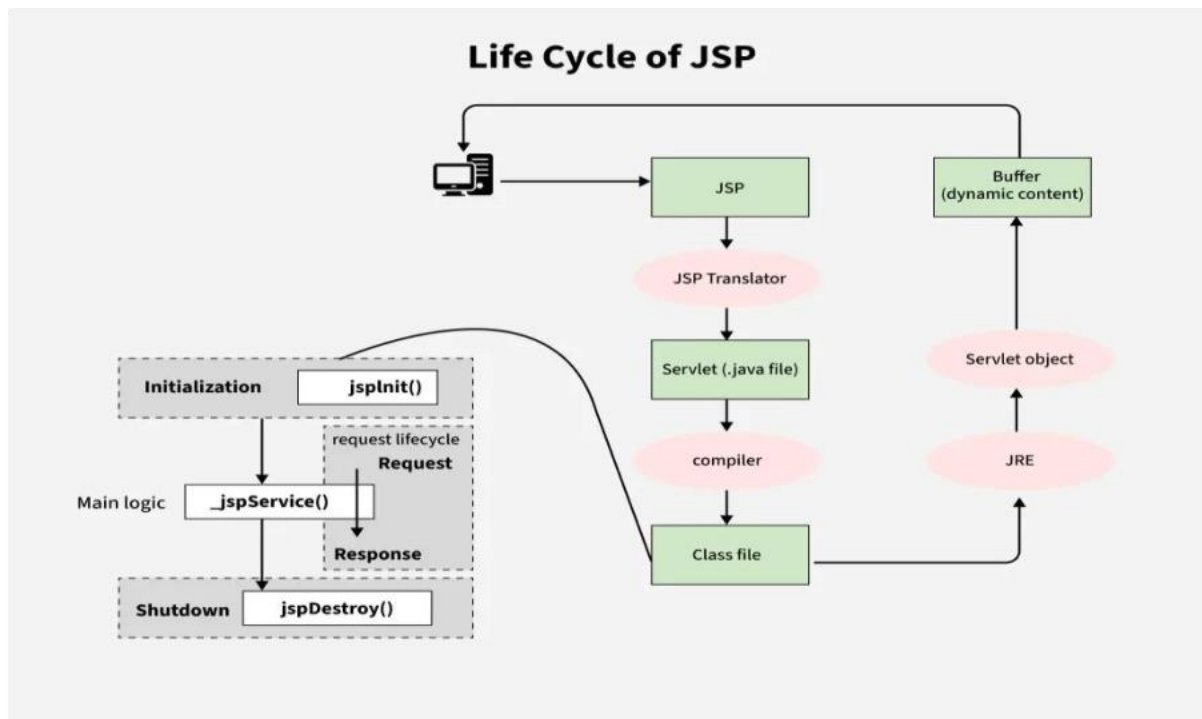 Life Cycle of JSP
JSP
Buffer
(dynamic content)
JSP Translator
Servlet (.java file)
Servlet object
compiler
JRE
Class file
Initialization
jspInit()
request lifecycle
Request
Main logic
_jspService()
Response
Shutdown
jspDestroy()